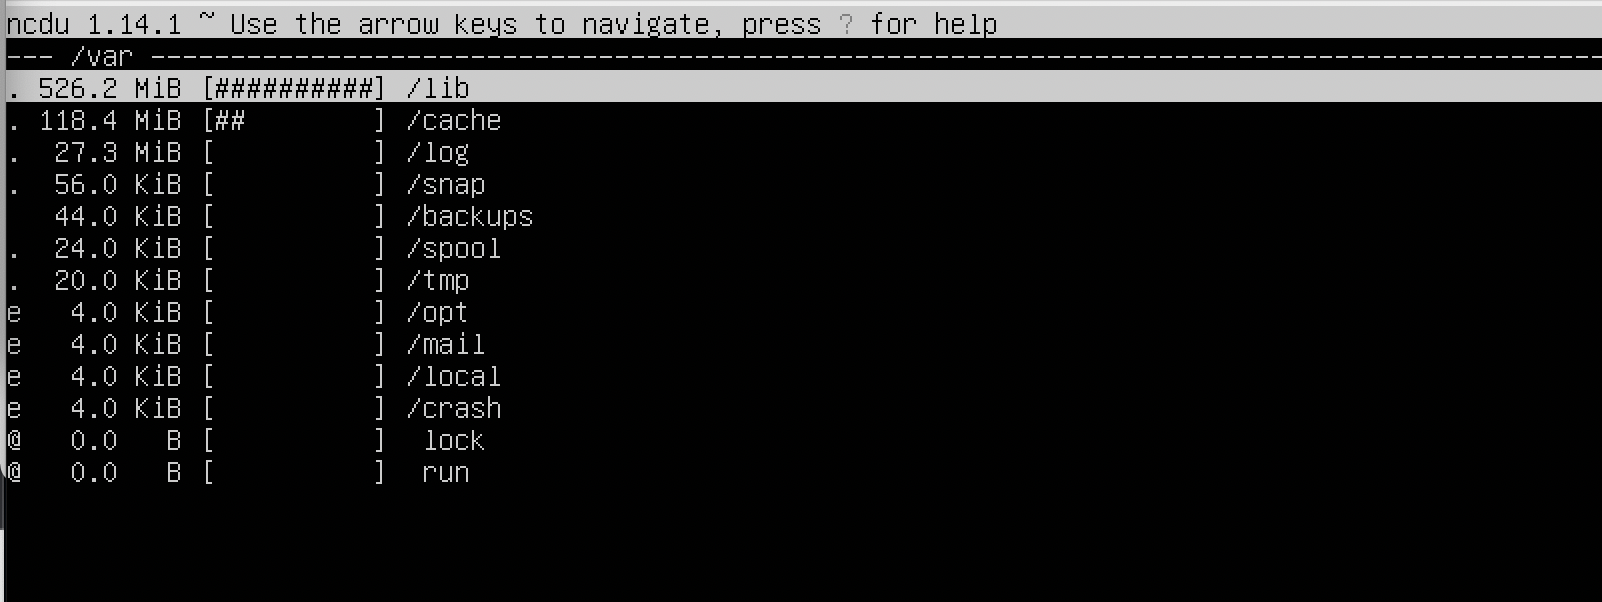 ncdu 1.14.1 ~ Use the arrow keys to navigate, press ? for help
--- /var ------------------------------------------------------------------------------------------
. 526.2 MiB [##########] /lib
. 118.4 MiB [##        ] /cache
.  27.3 MiB [          ] /log
.  56.0 KiB [          ] /snap
   44.0 KiB [          ] /backups
.  24.0 KiB [          ] /spool
.  20.0 KiB [          ] /tmp
e   4.0 KiB [          ] /opt
e   4.0 KiB [          ] /mail
e   4.0 KiB [          ] /local
e   4.0 KiB [          ] /crash
@   0.0   B [          ]  lock
@   0.0   B [          ]  run